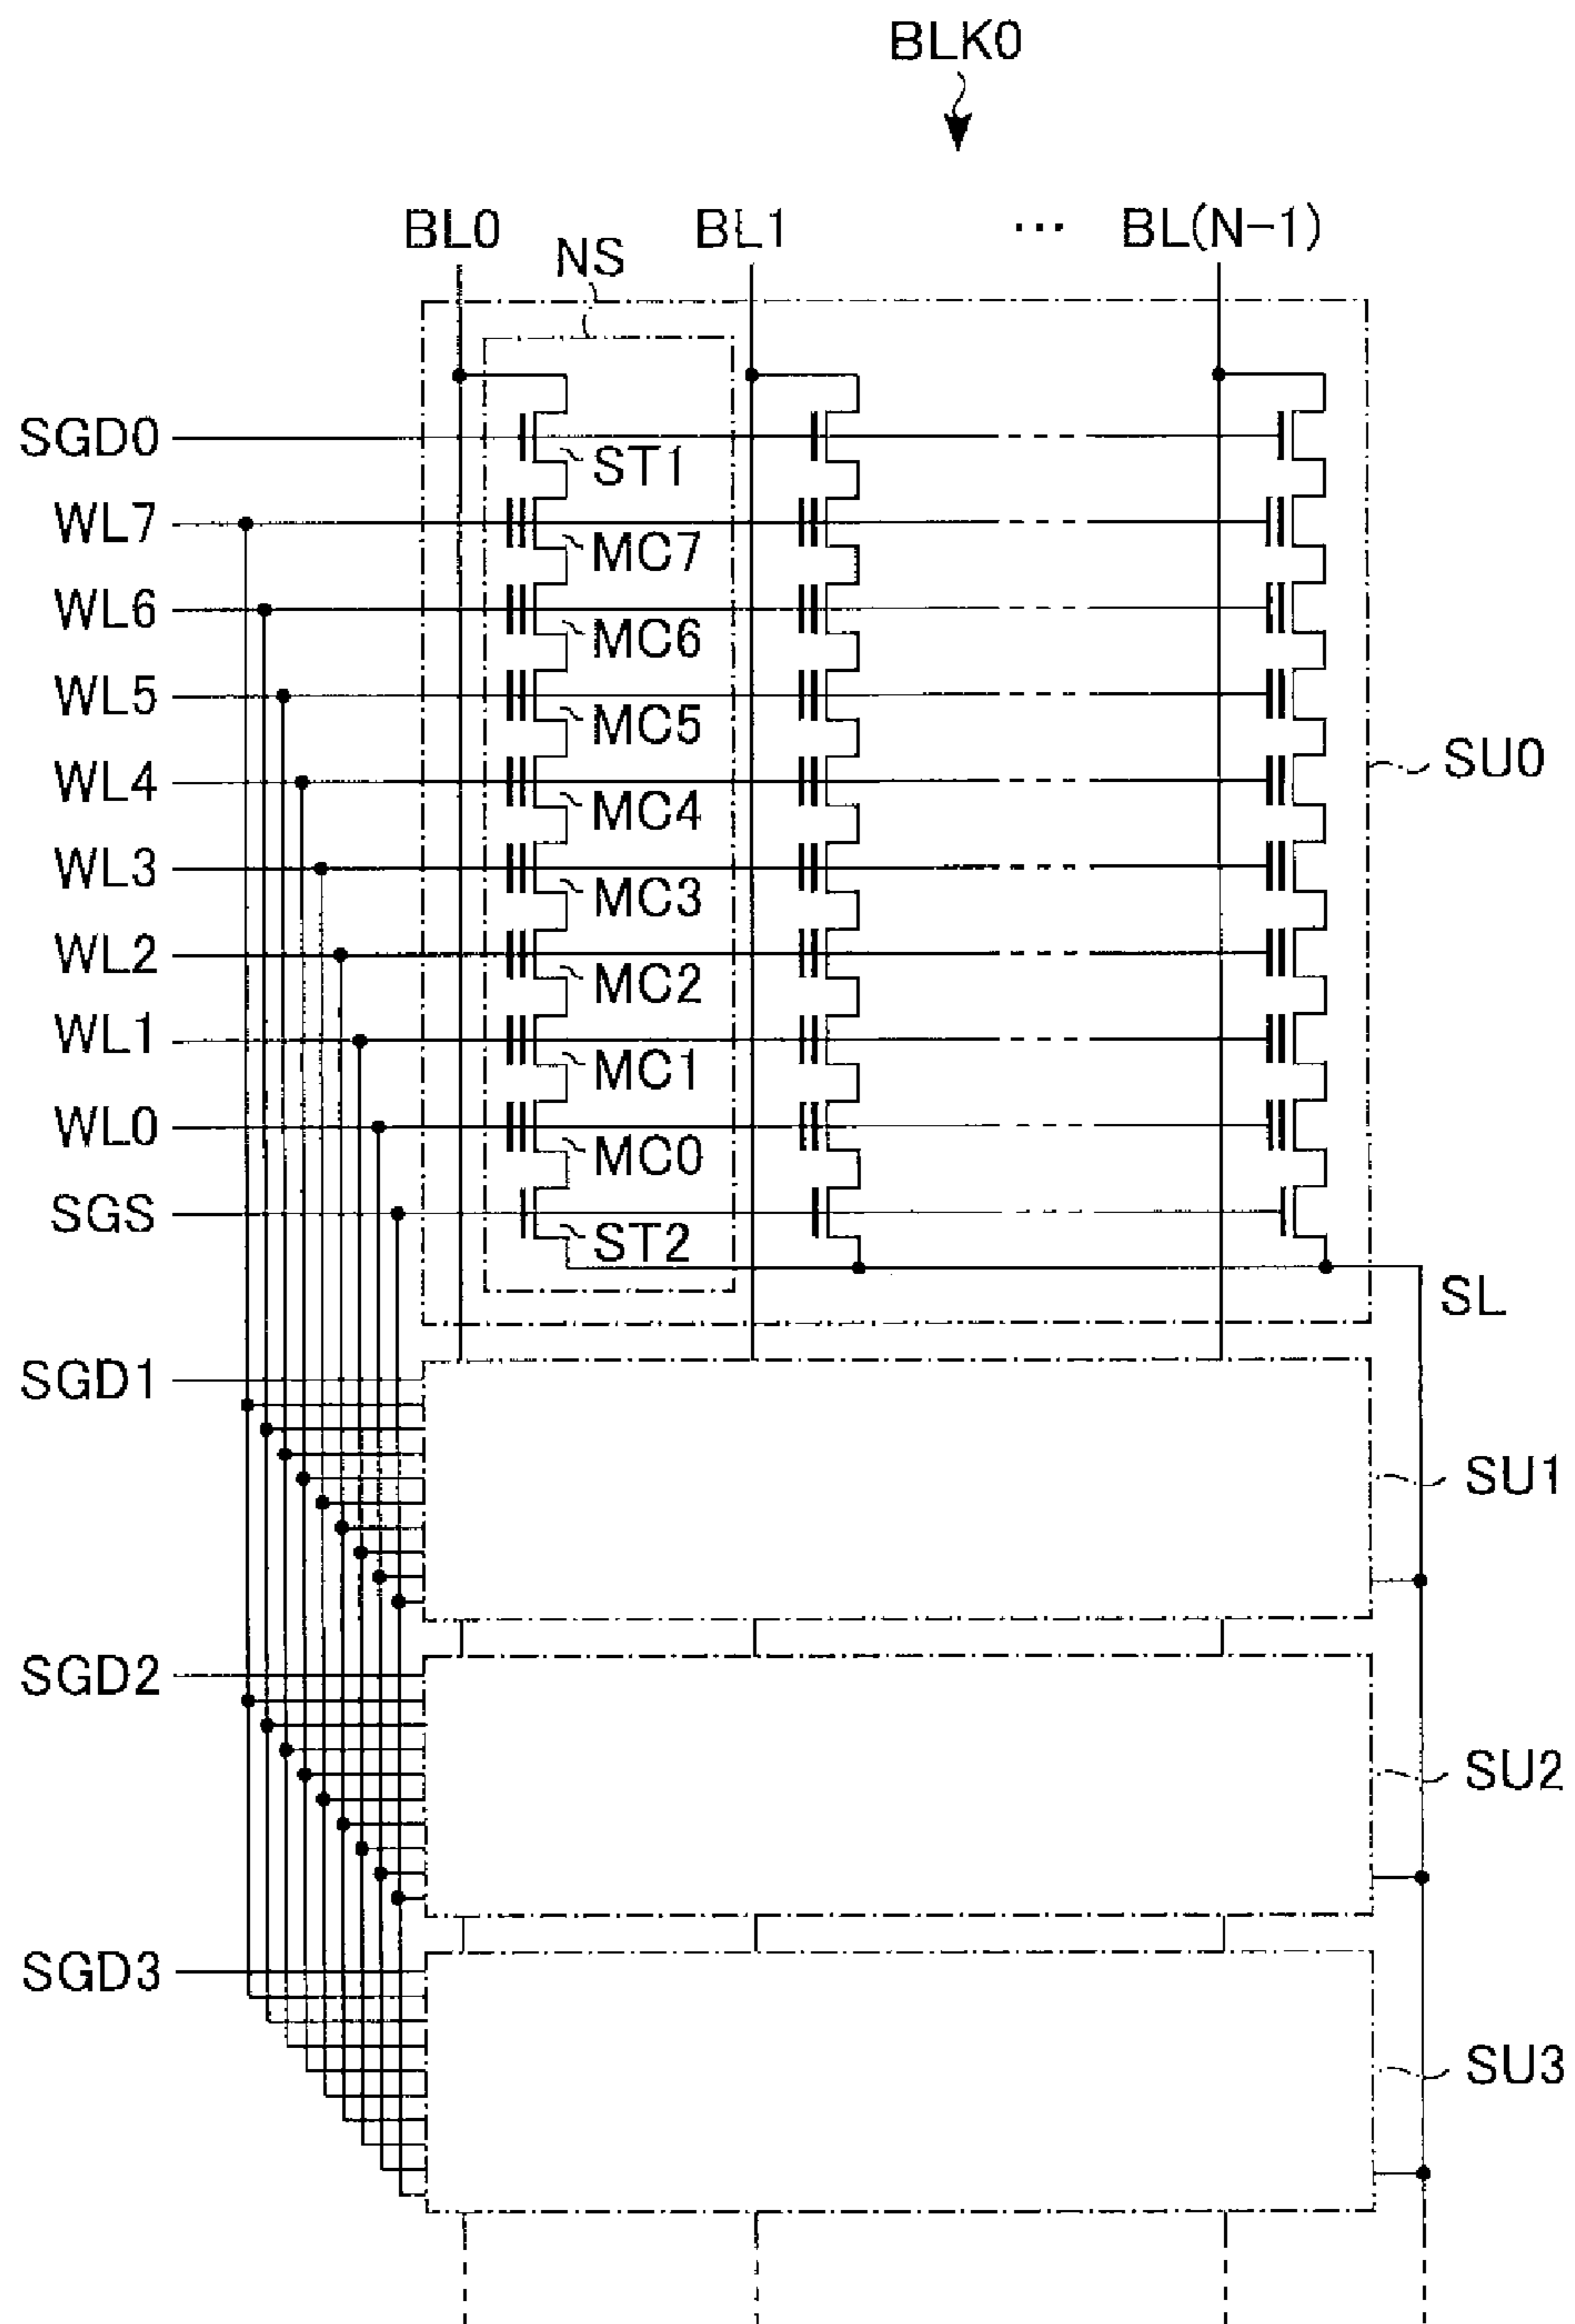 BLK0
BL0 BL1 ... BL(N-1)
NS
SGD0
ST1
WL7
MC7
WL6
MC6
WL5
MC5
WL4
MC4
SU0
WL3
MC3
WL2
MC2
WL1
MC1
WL0
MC0
SGS
ST2
SL
SGD1
SU1
SGD2
SU2
SGD3
SU3